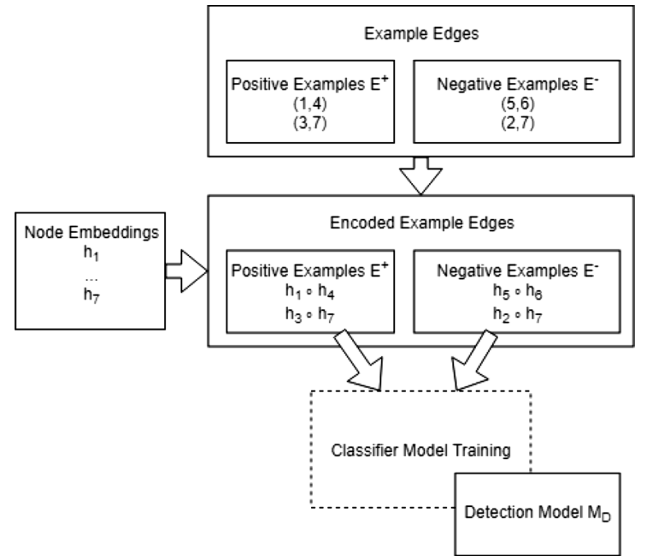 Example Edges
Positive Examples E⁺
(1,4)
(3,7)
Negative Examples E⁻
(5,6)
(2,7)
Node Embeddings
h₁
...
h₇
Encoded Example Edges
Positive Examples E⁺
h₁ ∘ h₄
h₃ ∘ h₇
Negative Examples E⁻
h₅ ∘ h₆
h₂ ∘ h₇
Classifier Model Training
Detection Model M_D